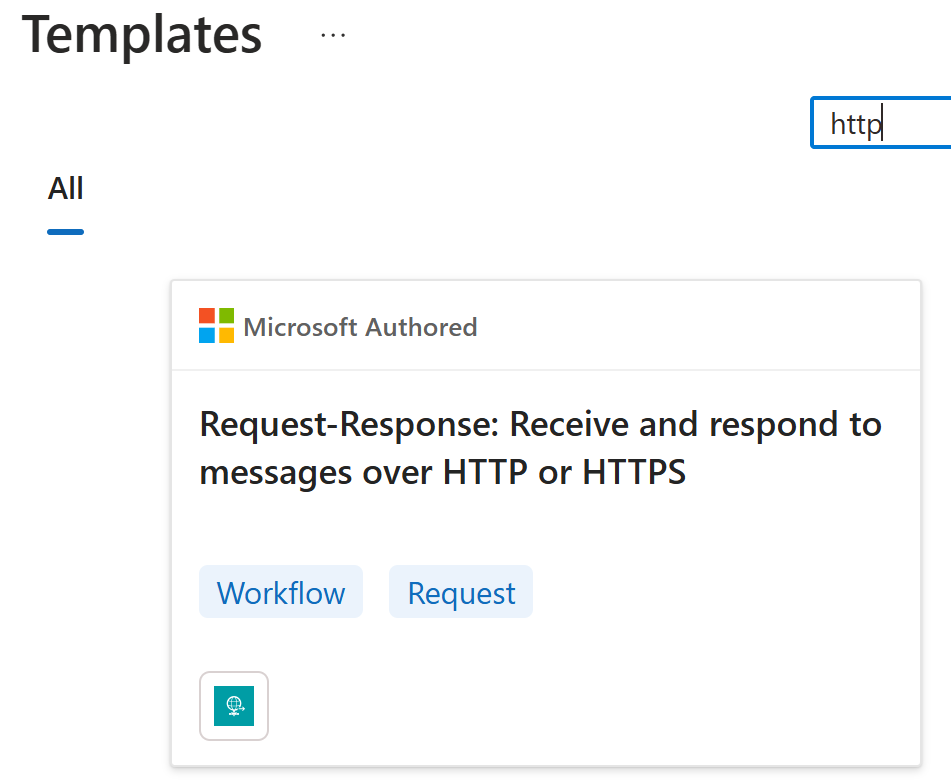 Templates ...
http
All
Microsoft Authored
Request-Response: Receive and respond to
messages over HTTP or HTTPS
Workflow Request